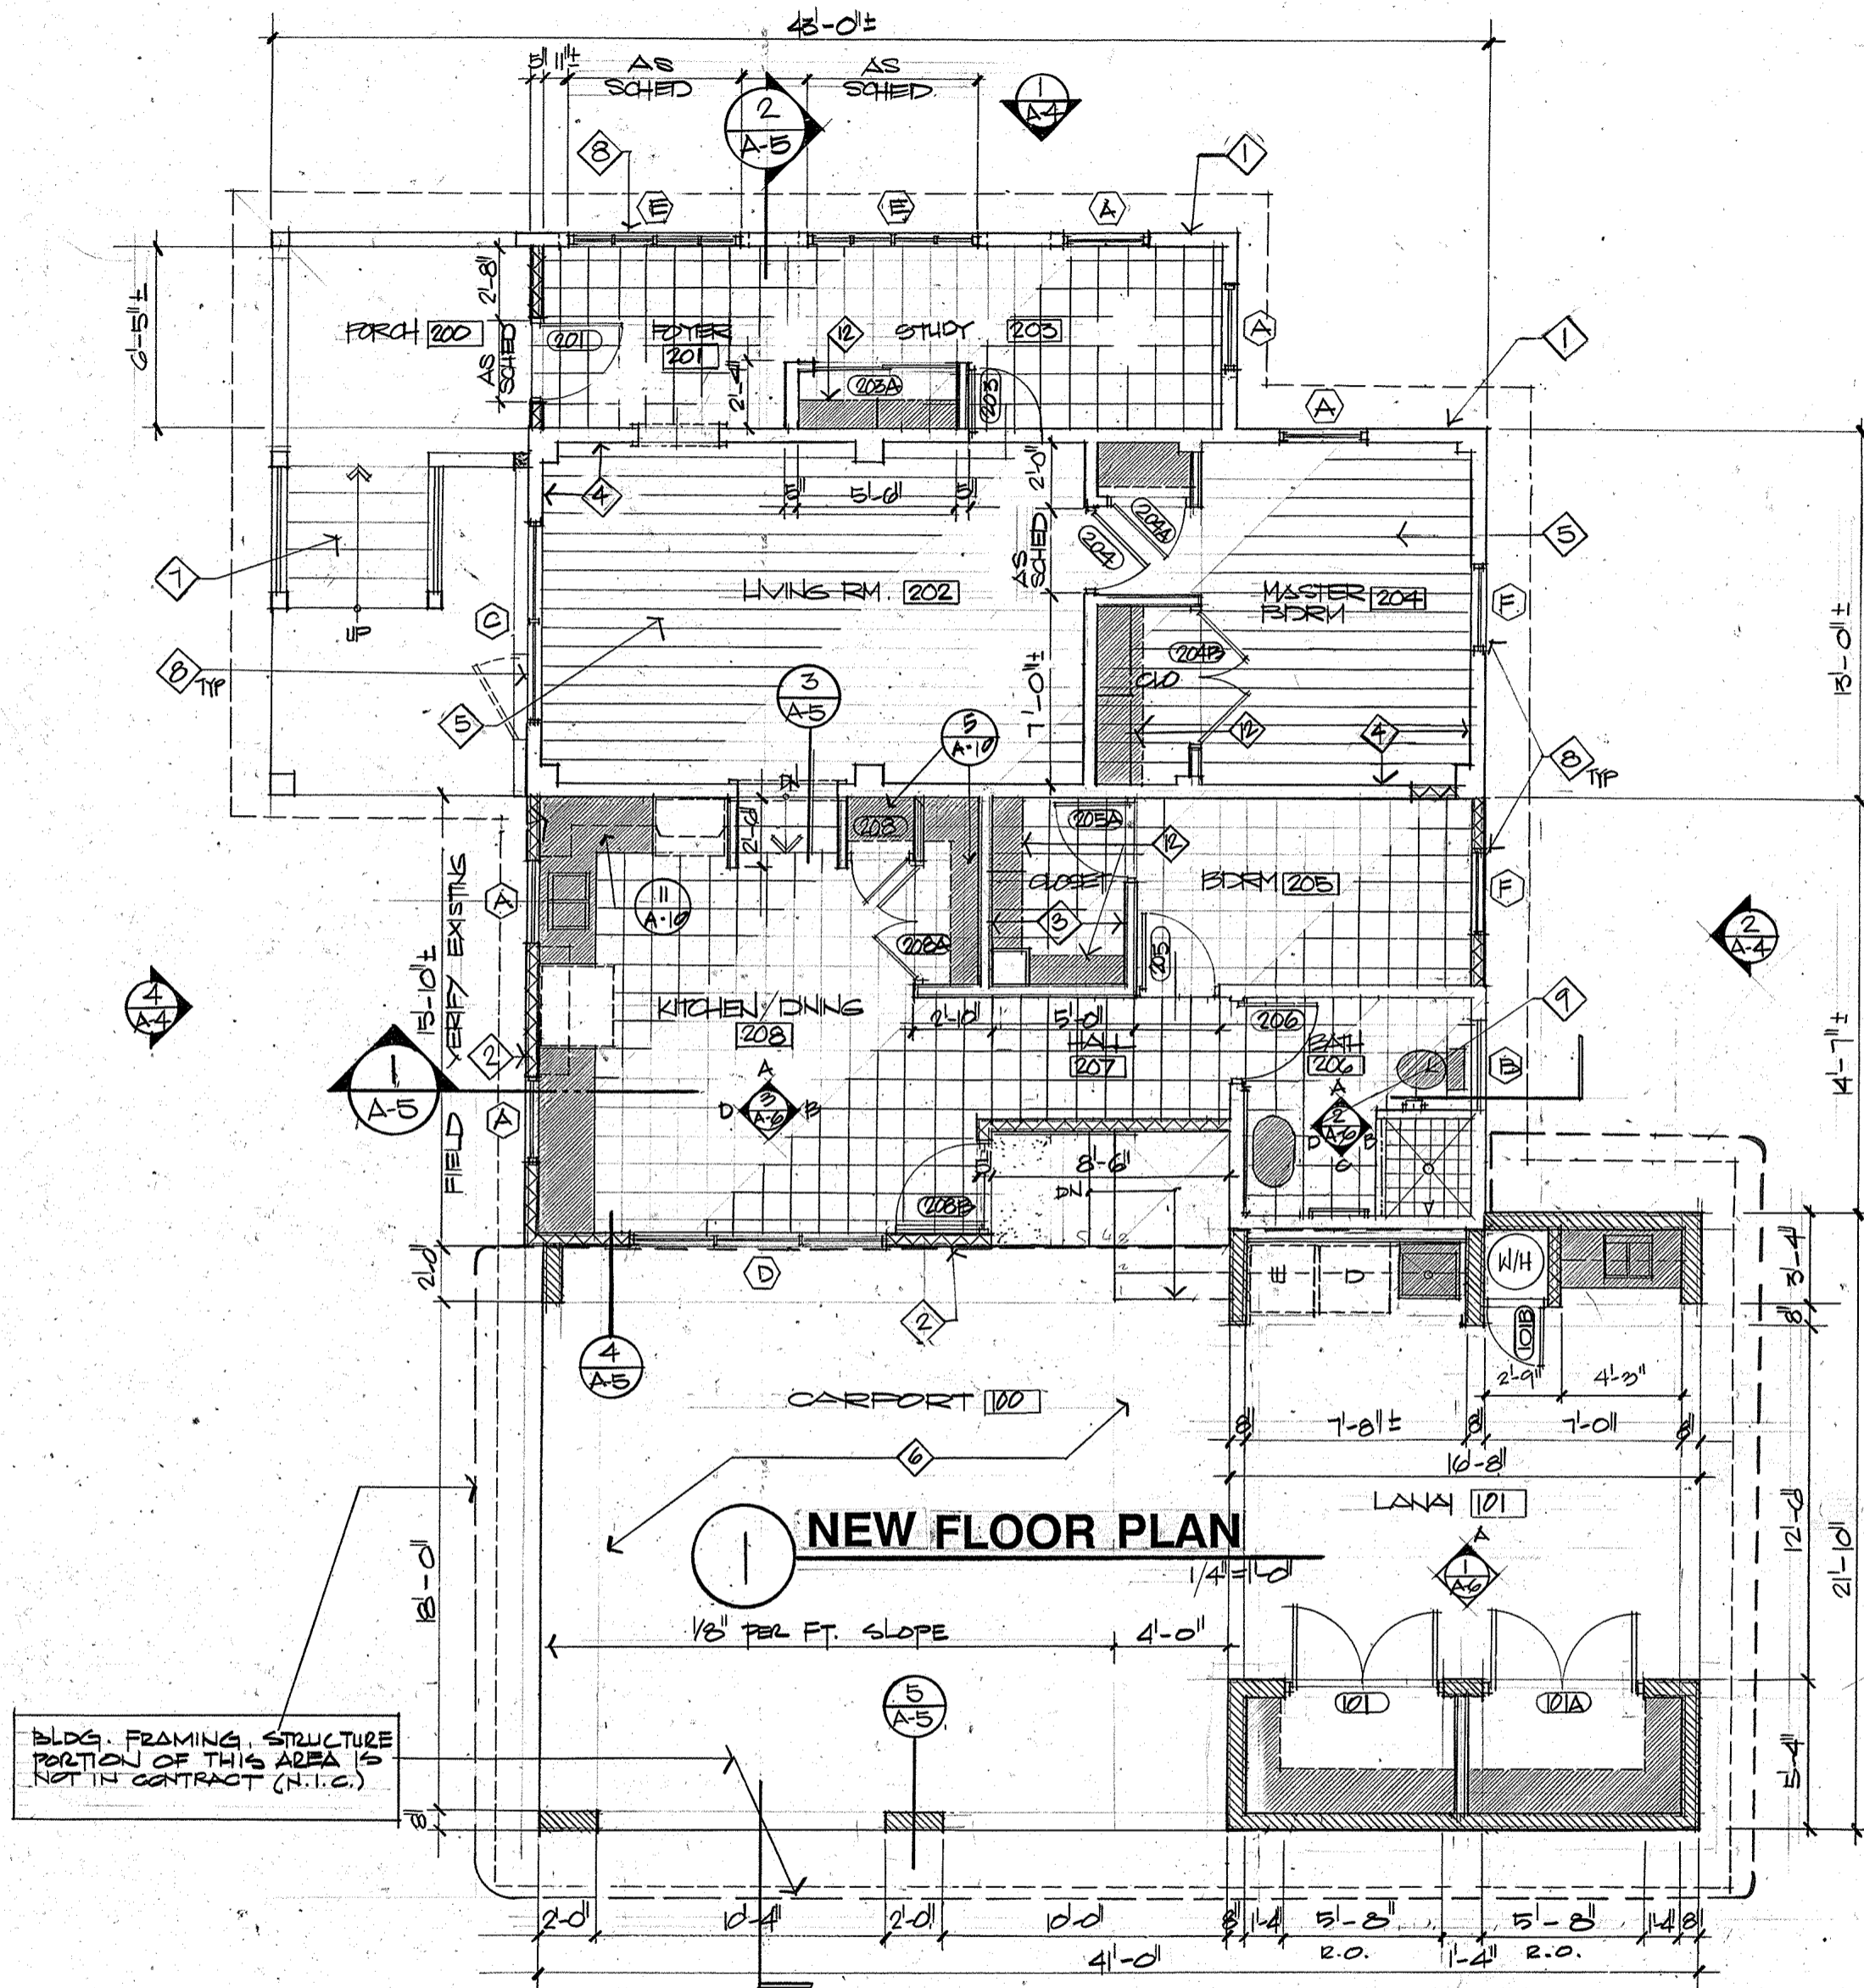 43'-0"±
5" 11"±
AS
SCHED
AS
SCHED.
2
A-5
1
A-4
8
1
E
E
A
6'-5"±
2'-8"
AS
SCHED
PORCH 200
201
FOYER
201
12
STUDY 203
2'-4"
203A
203
A
1
A
4
5"
5'-6"
5"
2'-0"
AS
SCHED
204
204A
5
7
UP
C
LIVING RM. 202
MASTER 204
BDRM
F
13'-0"±
8 TYP
5
3
A-5
5
A-10
7'-0"±
204B
CLO
12
4
8 TYP
2'-6"
208
205A
12
FIELD VERIFY EXISTING
15'-10"±
A
11
A-10
CLOSET
BDRM 205
F
208A
3
205
2
A-4
4
A-4
KITCHEN/DINING
208
2'-10"
5'-0"
HALL
207
206
BATH
206
9
2
1
A-5
A
D
3
A-6
B
A
B
14'-7"±
A
2
A-6
D
B
C
5"
8'-6"
DN.
208B
2'-0"
D
2
D
W/H
101B
3'-4"
8"
4
A-5
2'-9"
4'-3"
CARPORT 100
8"
7'-8"±
8"
7'-0"
8"
6
16'-8"
LANAI 101
1
NEW FLOOR PLAN
1/4"=1'-0"
A
1
A-6
12'-6"
21'-10"
18'-0"
1/8" PER FT. SLOPE
4'-0"
5
A-5
101
101A
BLDG. FRAMING, STRUCTURE
PORTION OF THIS AREA IS
NOT IN CONTRACT (N.I.C.)
5'-4"
8"
2'-0"
10'-4"
2'-0"
10'-0"
8"
1'-4"
5'-8"
R.O.
1'-4"
5'-8"
R.O.
1'-4"
8"
41'-0"